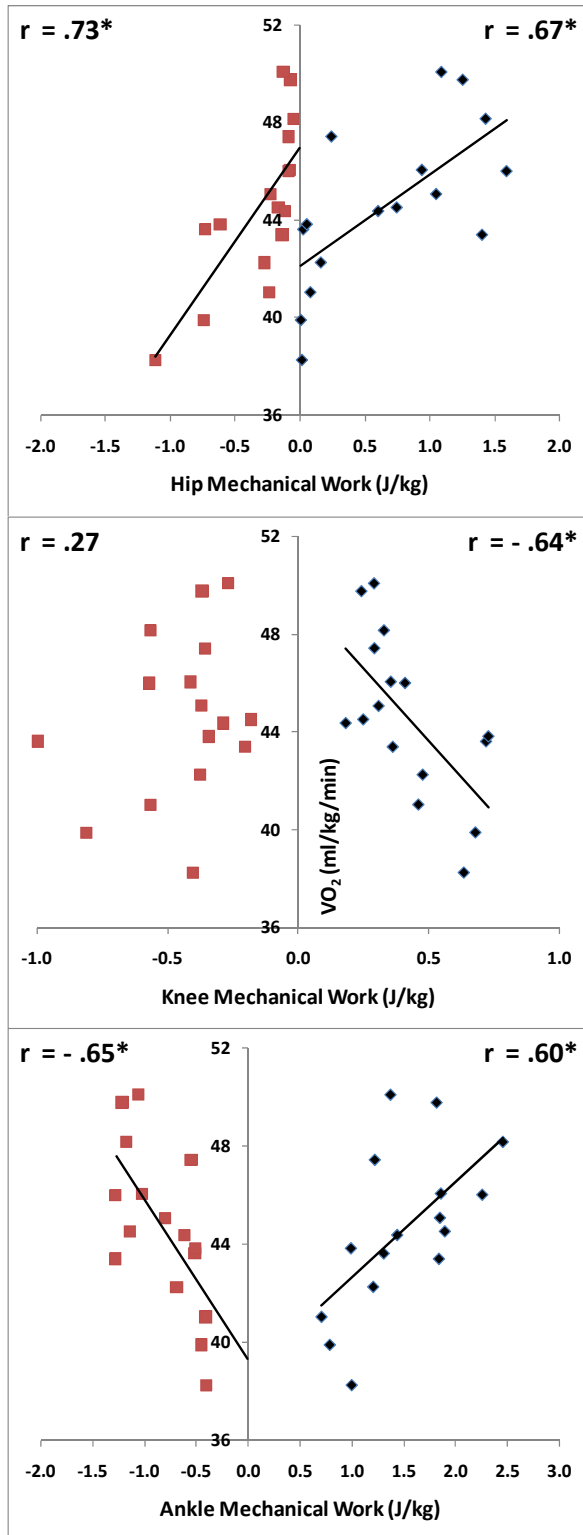 r = .73*
r = .67*
52
48
44
40
36
-2.0 -1.5 -1.0 -0.5 0.0 0.5 1.0 1.5 2.0
Hip Mechanical Work (J/kg)
r = .27
r = - .64*
52
48
44
40
36
VO₂ (ml/kg/min)
-1.0 -0.5 0.0 0.5 1.0
Knee Mechanical Work (J/kg)
r = - .65*
r = .60*
52
48
44
40
36
-2.0 -1.5 -1.0 -0.5 0.0 0.5 1.0 1.5 2.0 2.5 3.0
Ankle Mechanical Work (J/kg)